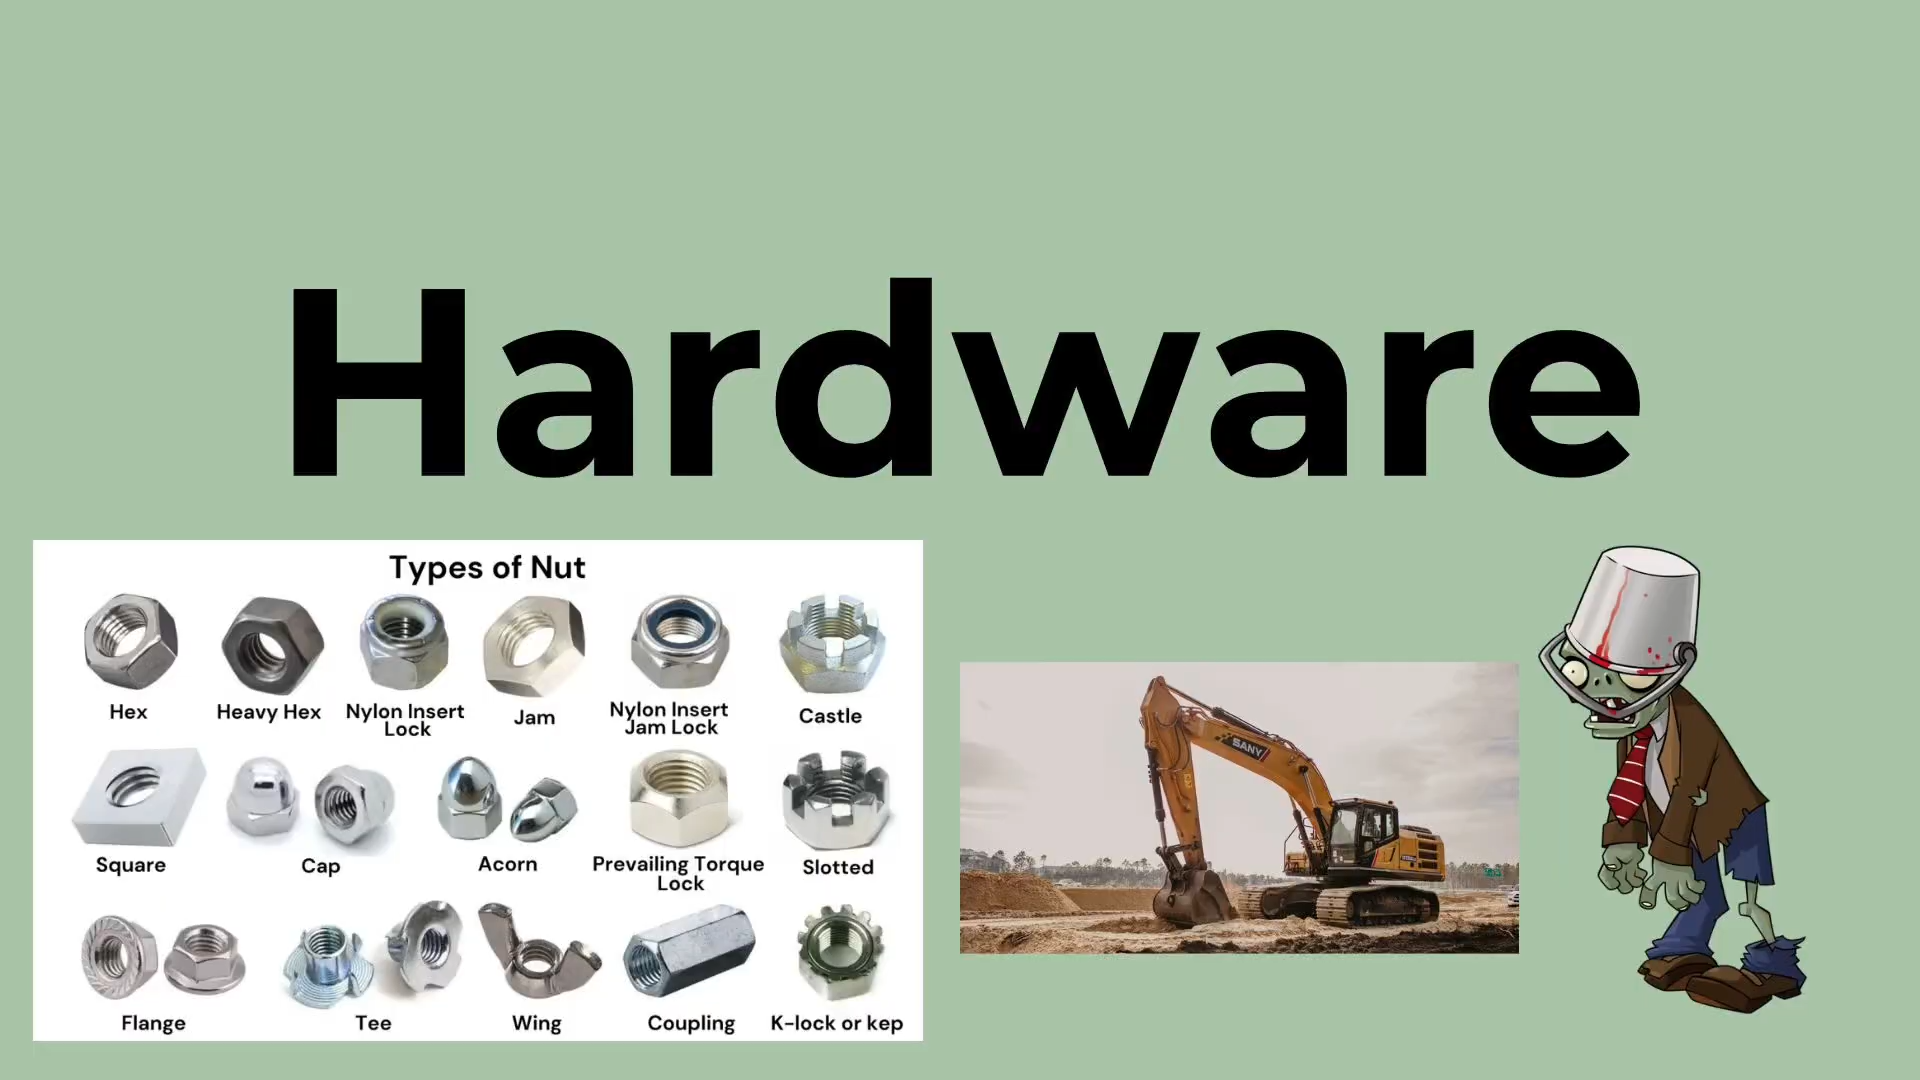 Hardware
Types of Nut
Hex
Heavy Hex
Nylon Insert
Lock
Jam
Nylon Insert
Jam Lock
Castle
Square
Cap
Acorn
Prevailing Torque
Lock
Slotted
Flange
Tee
Wing
Coupling
K-lock or kep
SANY